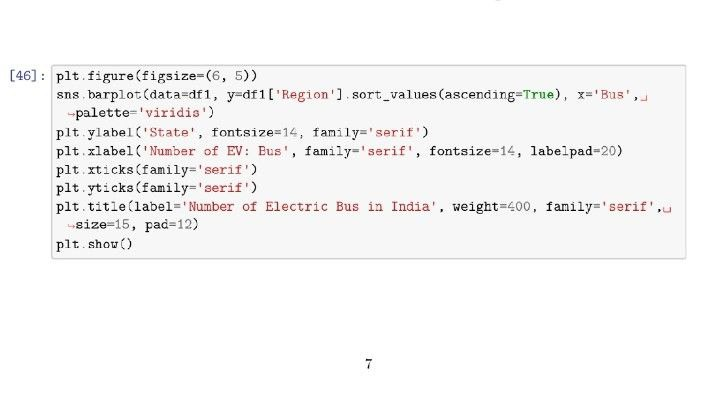 [46]: plt.figure(figsize=(6, 5))
sns.barplot(data=df1, y=df1['Region'].sort_values(ascending=True), x='Bus',␣
↪palette='viridis')
plt.ylabel('State', fontsize=14, family='serif')
plt.xlabel('Number of EV: Bus', family='serif', fontsize=14, labelpad=20)
plt.xticks(family='serif')
plt.yticks(family='serif')
plt.title(label='Number of Electric Bus in India', weight=400, family='serif',␣
↪size=15, pad=12)
plt.show()
7